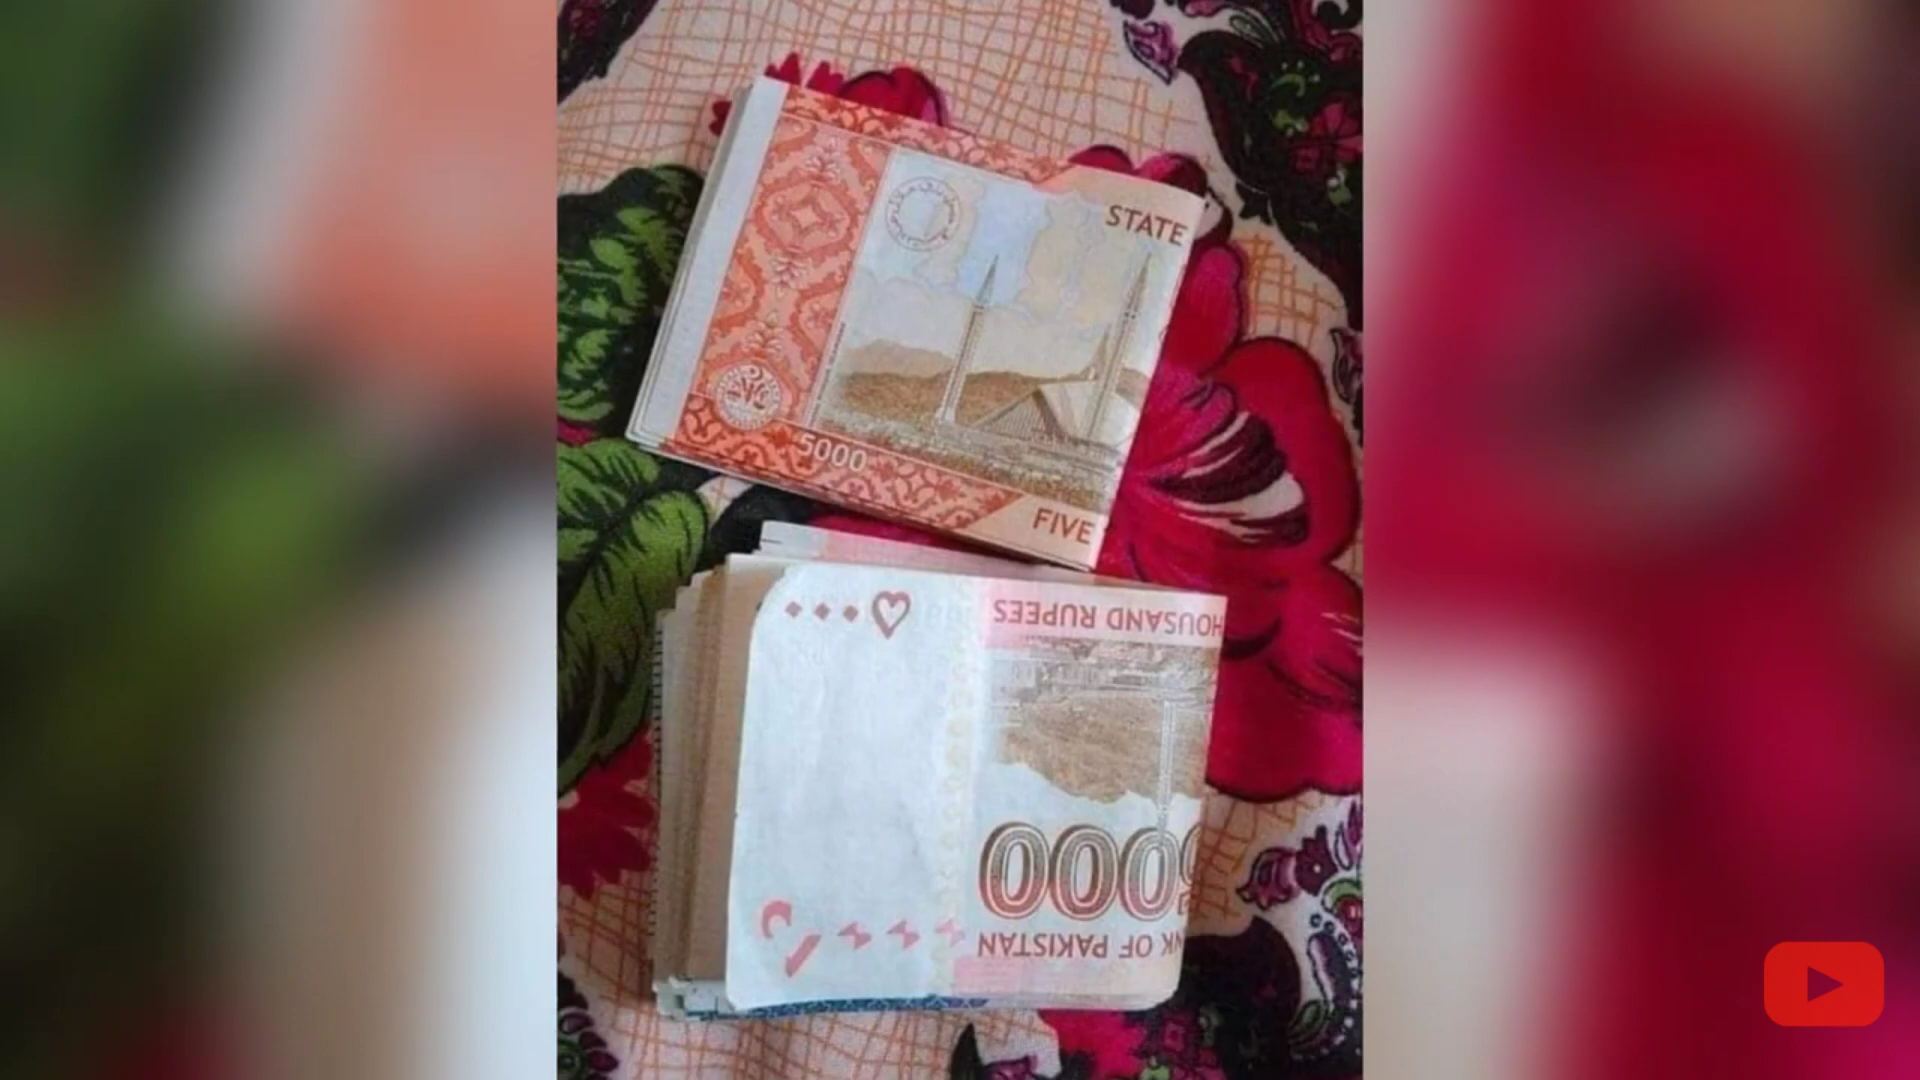 STATE
5000
FIVE
HOUSAND RUPEES
5000
NK OF PAKISTAN